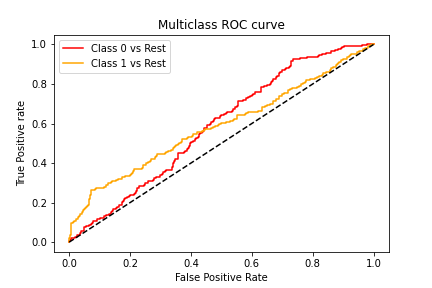 Multiclass ROC curve
Class 0 vs Rest
Class 1 vs Rest
True Positive rate
1.0
0.8
0.6
0.4
0.2
0.0
0.0 0.2 0.4 0.6 0.8 1.0
False Positive Rate